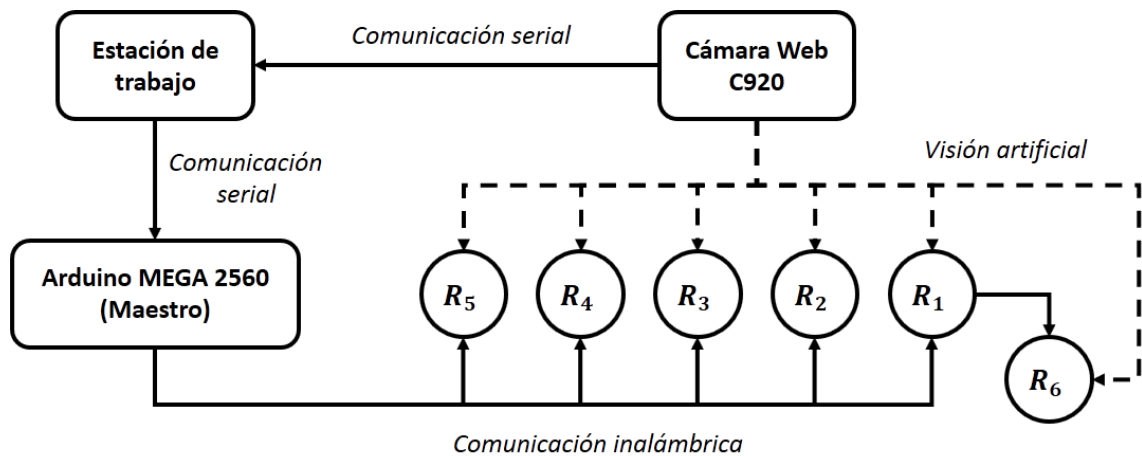 Comunicación serial
Estación de
trabajo
Cámara Web
C920
Comunicación
serial
Visión artificial
Arduino MEGA 2560
(Maestro)
R5
R4
R3
R2
R1
R6
Comunicación inalámbrica